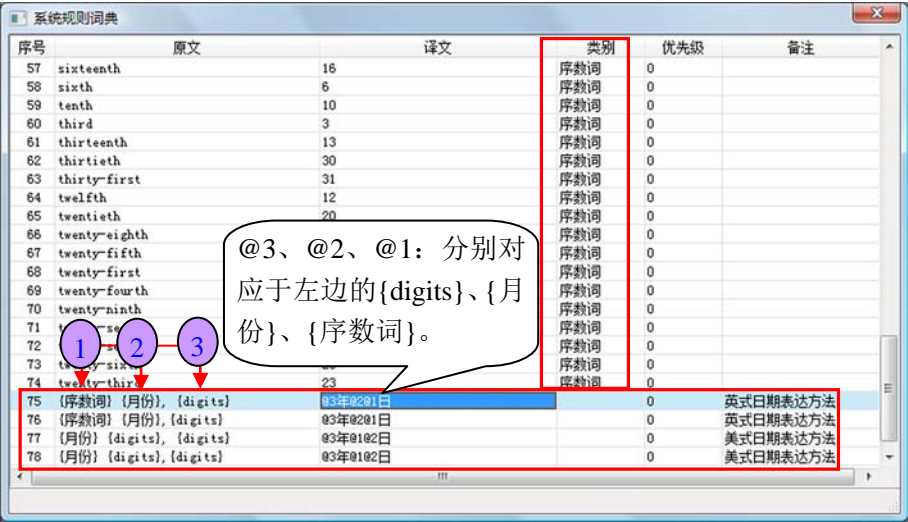 系统规则词典
序号 原文 译文 类别 优先级 备注
57 sixteenth 16 序数词 0
58 sixth 6 序数词 0
59 tenth 10 序数词 0
60 third 3 序数词 0
61 thirteenth 13 序数词 0
62 thirtieth 30 序数词 0
63 thirty-first 31 序数词 0
64 twelfth 12 序数词 0
65 twentieth 20 序数词 0
66 twenty-eighth 序数词 0
67 twenty-fifth 序数词 0
68 twenty-first 序数词 0
69 twenty-fourth 序数词 0
70 twenty-ninth 序数词 0
71 序数词 0
72 序数词 0
73 序数词 0
74 twenty-third 23 序数词 0
75 {序数词} {月份}, {digits} @3年@2@1日 0 英式日期表达方法
76 {序数词} {月份},{digits} @3年@2@1日 0 英式日期表达方法
77 {月份} {digits}, {digits} @3年@1@2日 0 美式日期表达方法
78 {月份} {digits},{digits} @3年@1@2日 0 美式日期表达方法
@3、@2、@1：分别对
应于左边的{digits}、{月
份}、{序数词}。
1 2 3